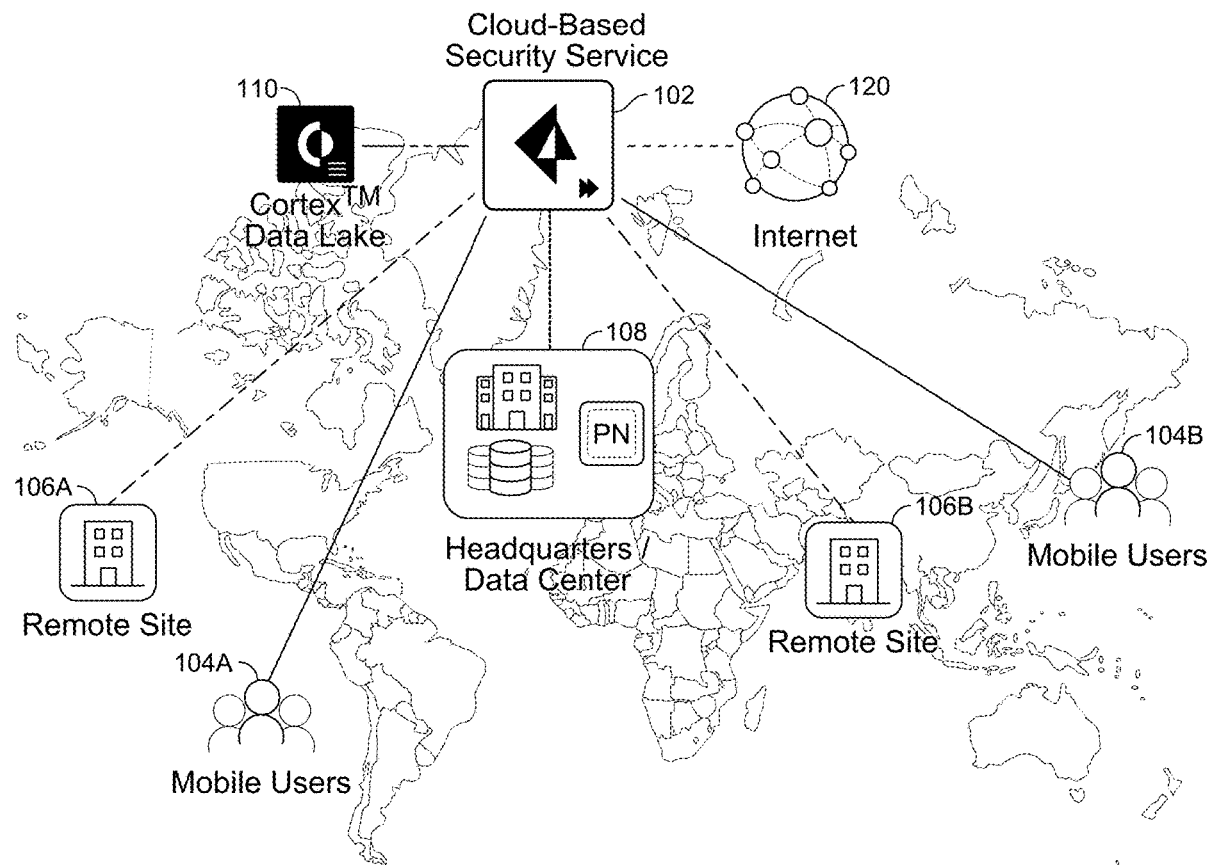 Cloud-Based
Security Service
110
102
120
Cortex™
Data Lake
Internet
108
PN
104B
106A
106B
Headquarters /
Data Center
Mobile Users
Remote Site
Remote Site
104A
Mobile Users